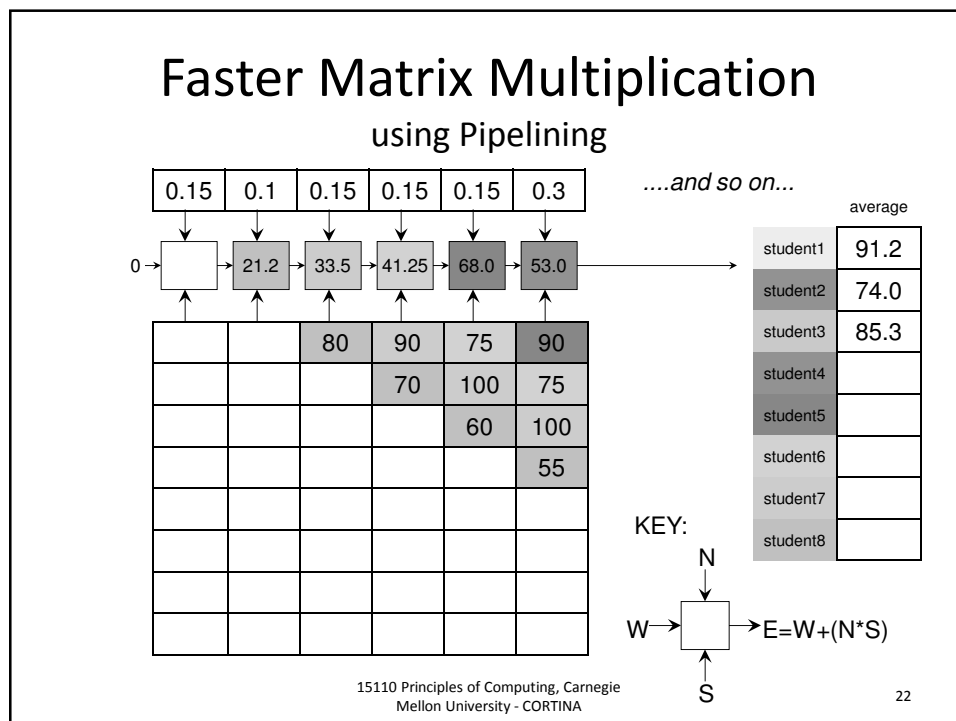 Faster Matrix Multiplication
using Pipelining
0.15 0.1 0.15 0.15 0.15 0.3
....and so on...
average
0 21.2 33.5 41.25 68.0 53.0
student1 91.2
student2 74.0
student3 85.3
student4
student5
student6
student7
student8
80 90 75 90
70 100 75
60 100
55
KEY:
N
W E=W+(N*S)
S
15110 Principles of Computing, Carnegie
Mellon University - CORTINA
22